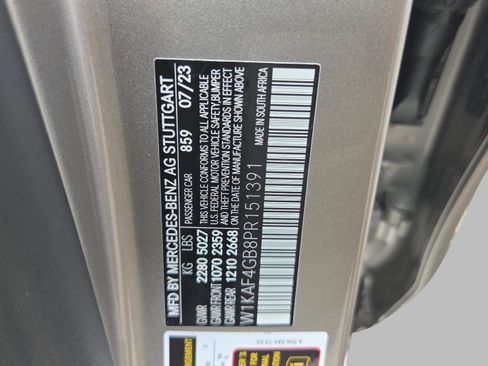 MFD BY MERCEDES-BENZ AG STUTTGART
PASSENGER CAR 859 07/23
KG LBS
GVWR 2280 5027
GAWR FRONT 1070 2359
GAWR REAR 1210 2668
THIS VEHICLE CONFORMS TO ALL APPLICABLE
U.S. FEDERAL MOTOR VEHICLE SAFETY, BUMPER
AND THEFT PREVENTION STANDARDS IN EFFECT
ON THE DATE OF MANUFACTURE SHOWN ABOVE
W1KAF4GB8PR151391
MADE IN SOUTH AFRICA